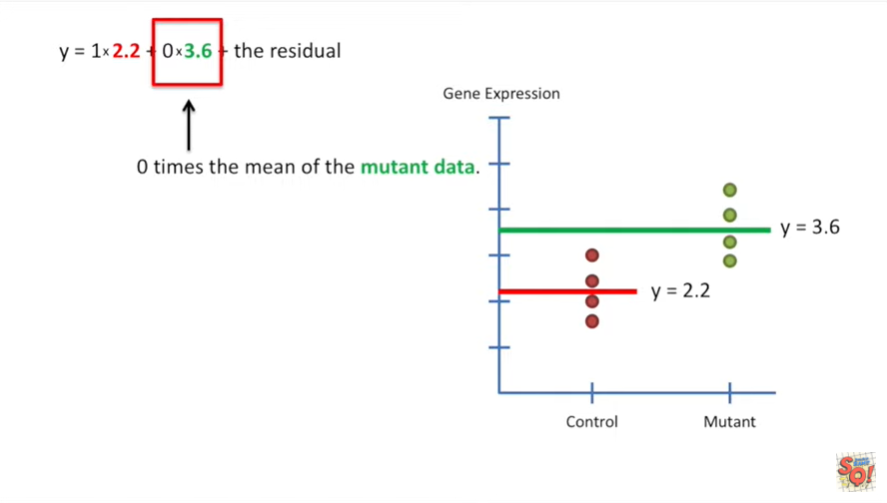 y = 1×2.2 + 0×3.6 + the residual
Gene Expression
0 times the mean of the mutant data.
y = 3.6
y = 2.2
Control
Mutant
SQ!